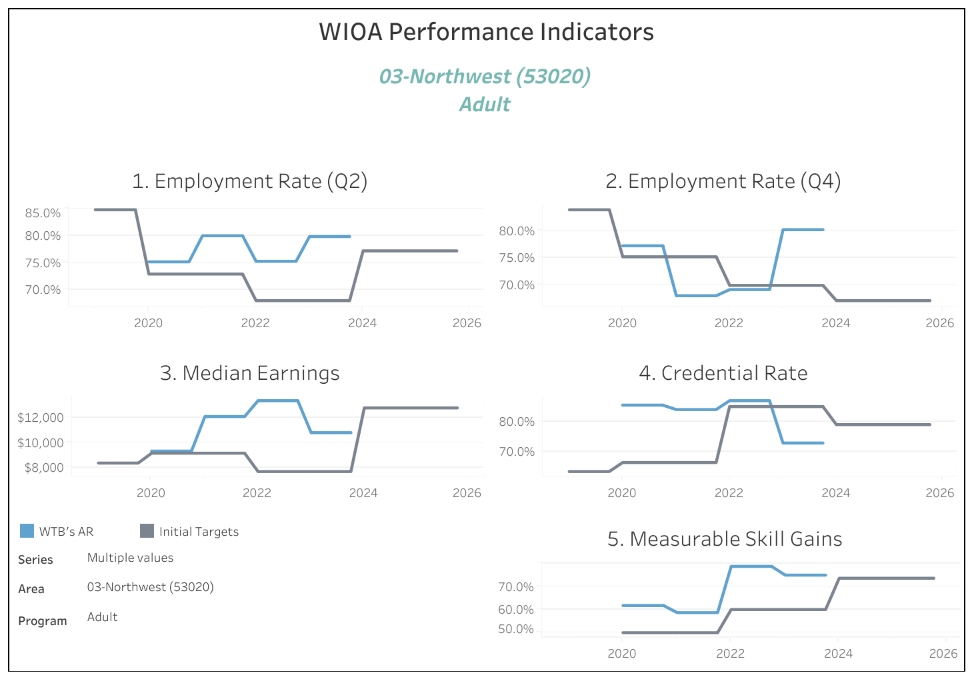 WIOA Performance Indicators
03-Northwest (53020)
Adult
1. Employment Rate (Q2)
85.0%
80.0%
75.0%
70.0%
2020 2022 2024 2026
2. Employment Rate (Q4)
80.0%
75.0%
70.0%
2020 2022 2024 2026
3. Median Earnings
$12,000
$10,000
$8,000
2020 2022 2024 2026
4. Credential Rate
80.0%
70.0%
2020 2022 2024 2026
WTB's AR Initial Targets
Series Multiple values
Area 03-Northwest (53020)
Program Adult
5. Measurable Skill Gains
70.0%
60.0%
50.0%
2020 2022 2024 2026